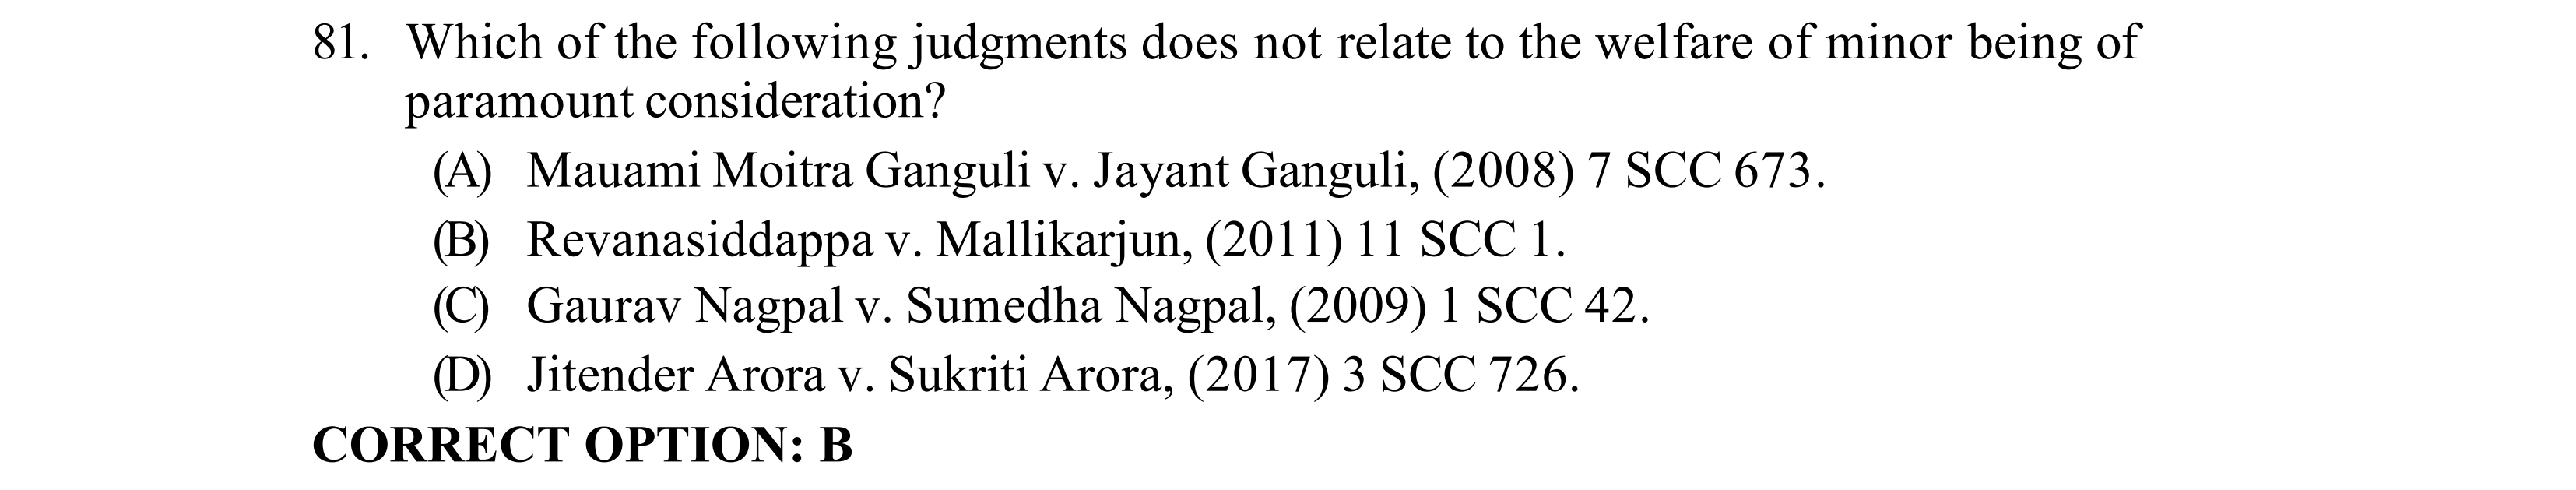 81. Which of the following judgments does not relate to the welfare of minor being of
paramount consideration?
(A) Mauami Moitra Ganguli v. Jayant Ganguli, (2008) 7 SCC 673.
(B) Revanasiddappa v. Mallikarjun, (2011) 11 SCC 1.
(C) Gaurav Nagpal v. Sumedha Nagpal, (2009) 1 SCC 42.
(D) Jitender Arora v. Sukriti Arora, (2017) 3 SCC 726.
CORRECT OPTION: B